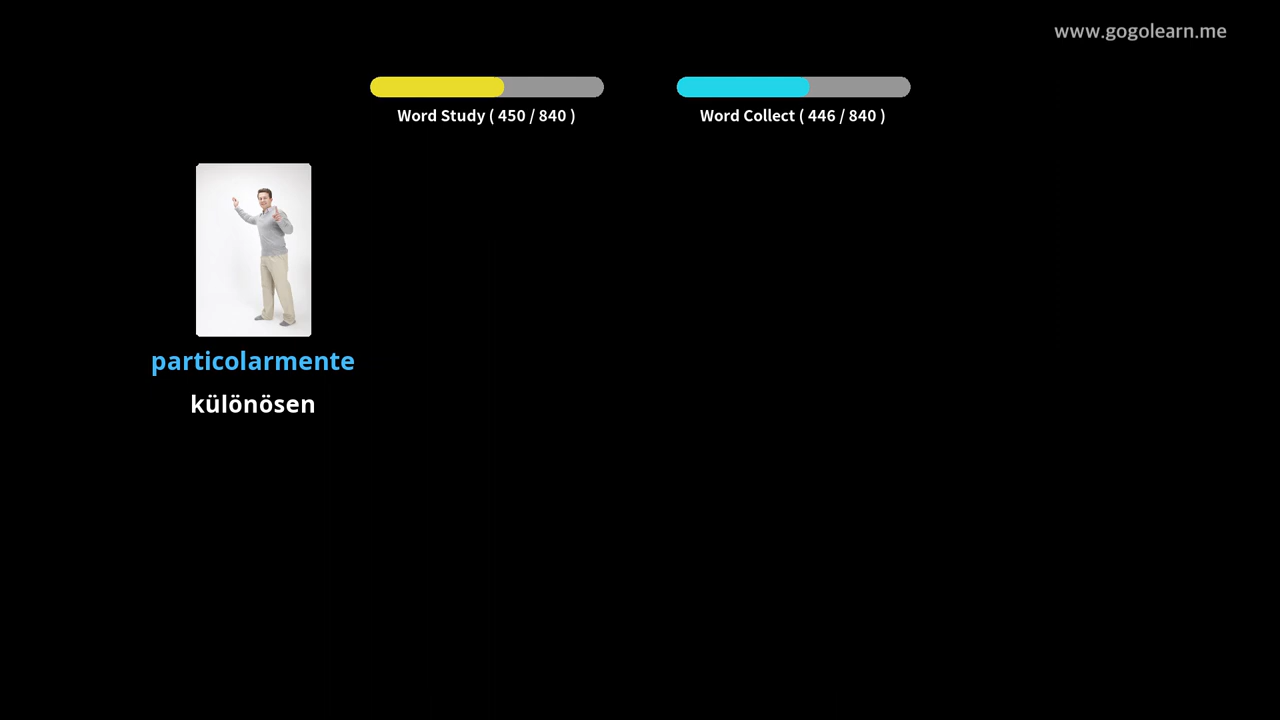 www.gogolearn.me
Word Study ( 450 / 840 )
Word Collect ( 446 / 840 )
particolarmente
különösen